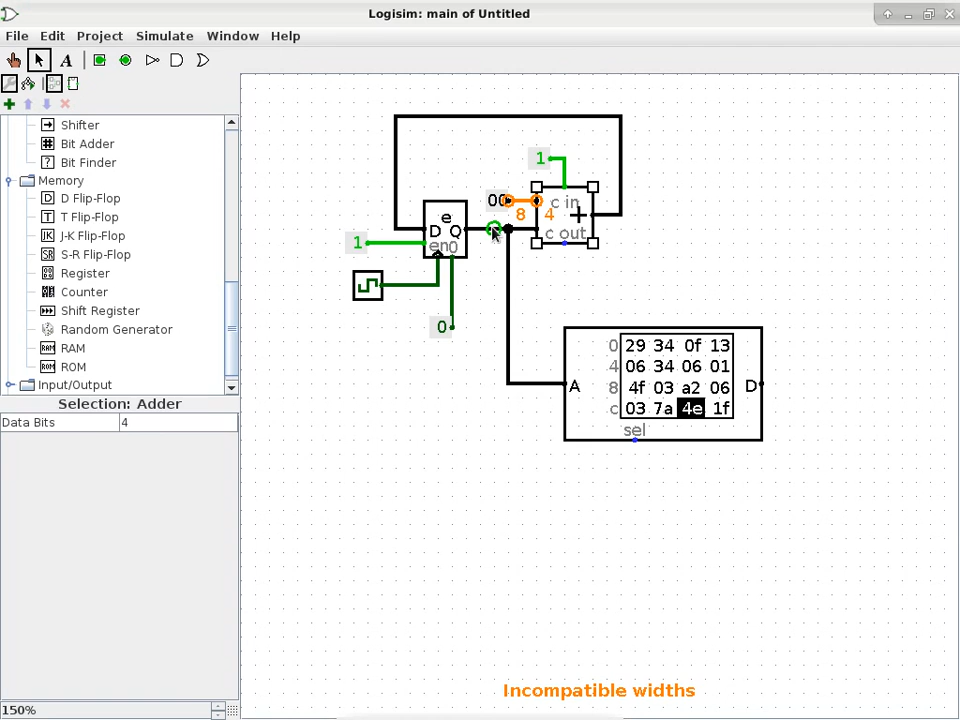 Logisim: main of Untitled
File Edit Project Simulate Window Help
A
Shifter
Bit Adder
Bit Finder
Memory
D Flip-Flop
T Flip-Flop
J-K Flip-Flop
S-R Flip-Flop
Register
Counter
Shift Register
Random Generator
RAM
ROM
Input/Output
Selection: Adder
Data Bits 4
150%
1
00
8 4
c in
+
c out
e
D Q
en 0
1
0
A
0 29 34 0f 13
4 06 34 06 01
8 4f 03 a2 06
c 03 7a 4e 1f
D
sel
Incompatible widths